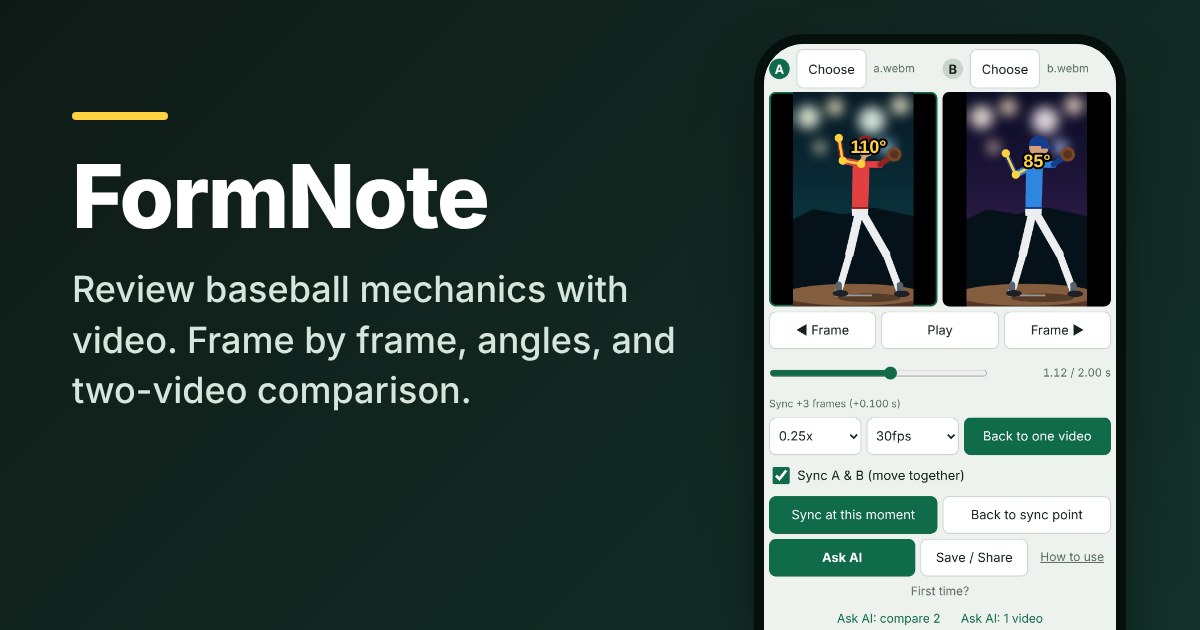 FormNote
Review baseball mechanics with
video. Frame by frame, angles, and
two-video comparison.
A Choose a.webm B Choose b.webm
110° 85°
◀ Frame Play Frame ▶
1.12 / 2.00 s
Sync +3 frames (+0.100 s)
0.25x 30fps Back to one video
Sync A & B (move together)
Sync at this moment Back to sync point
Ask AI Save / Share How to use
First time?
Ask AI: compare 2 Ask AI: 1 video